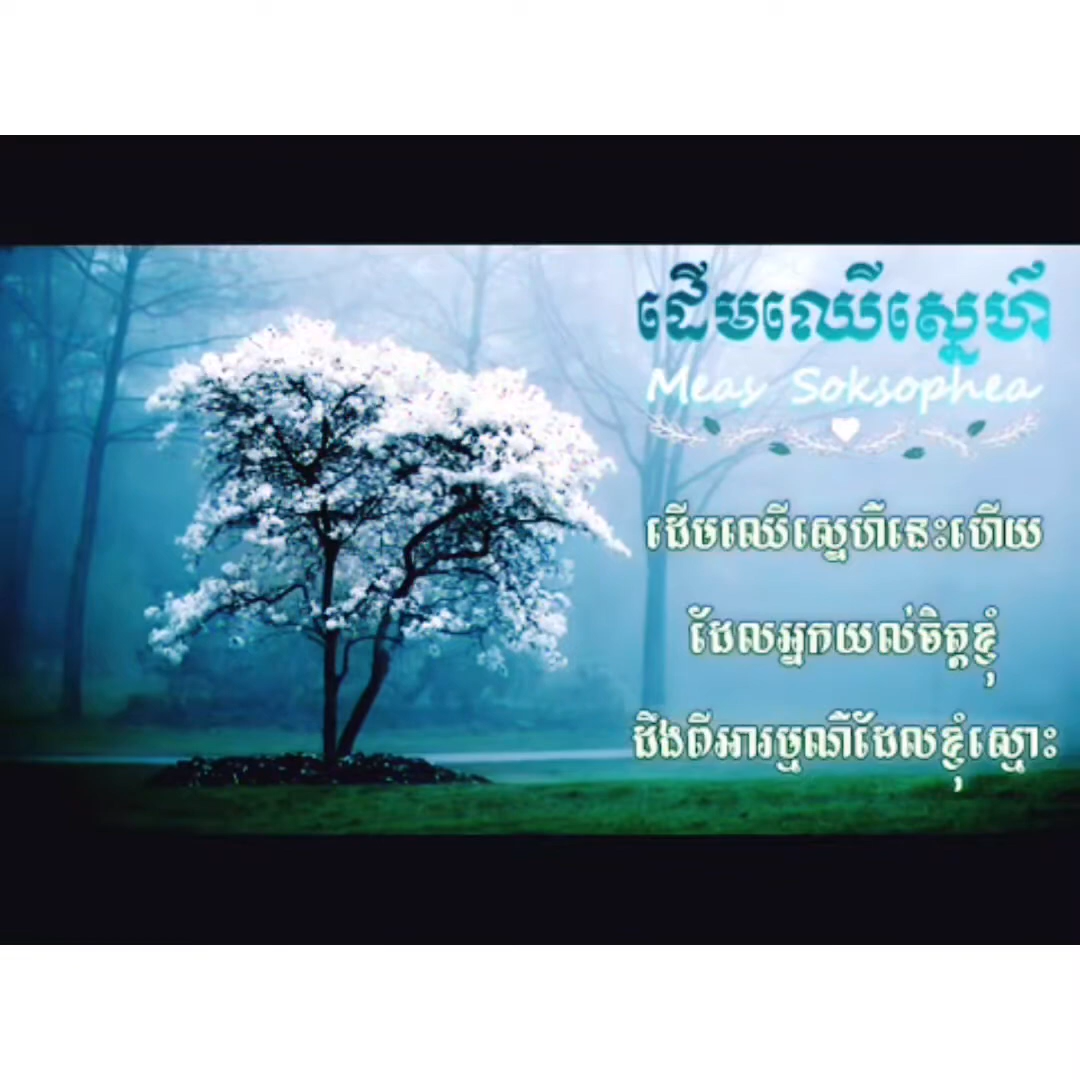 ដើមឈើស្នេហ៍
Meas Soksophea
ដើមឈើស្នេហ៍នេះហើយ
ដែលអ្នកយល់ចិត្តខ្ញុំ
ដឹងពីអារម្មណ៍ដែលខ្ញុំស្មោះ